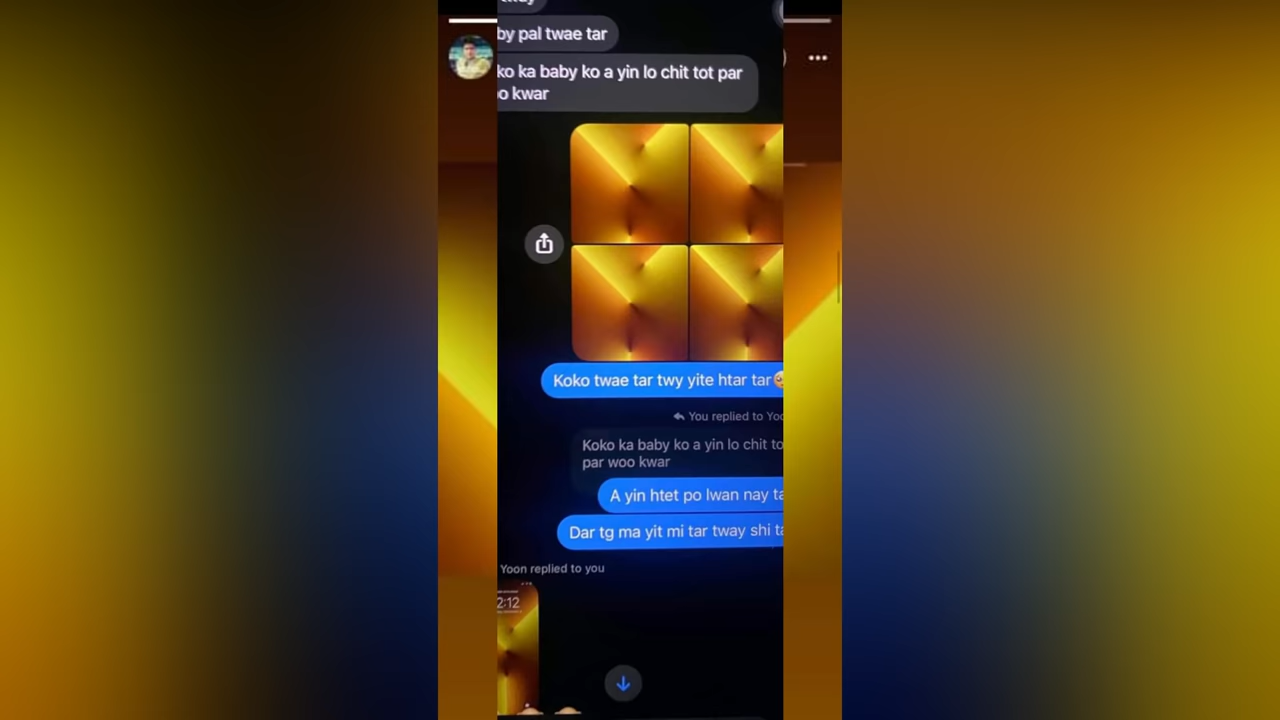 by pal twae tar
ko ka baby ko a yin lo chit tot par
kwar
Koko twae tar twy yite htar tar🥺
You replied to
Koko ka baby ko a yin lo chit
par woo kwar
A yin htet po lwan nay
Dar tg ma yit mi tar tway shi
Yoon replied to you
2:12